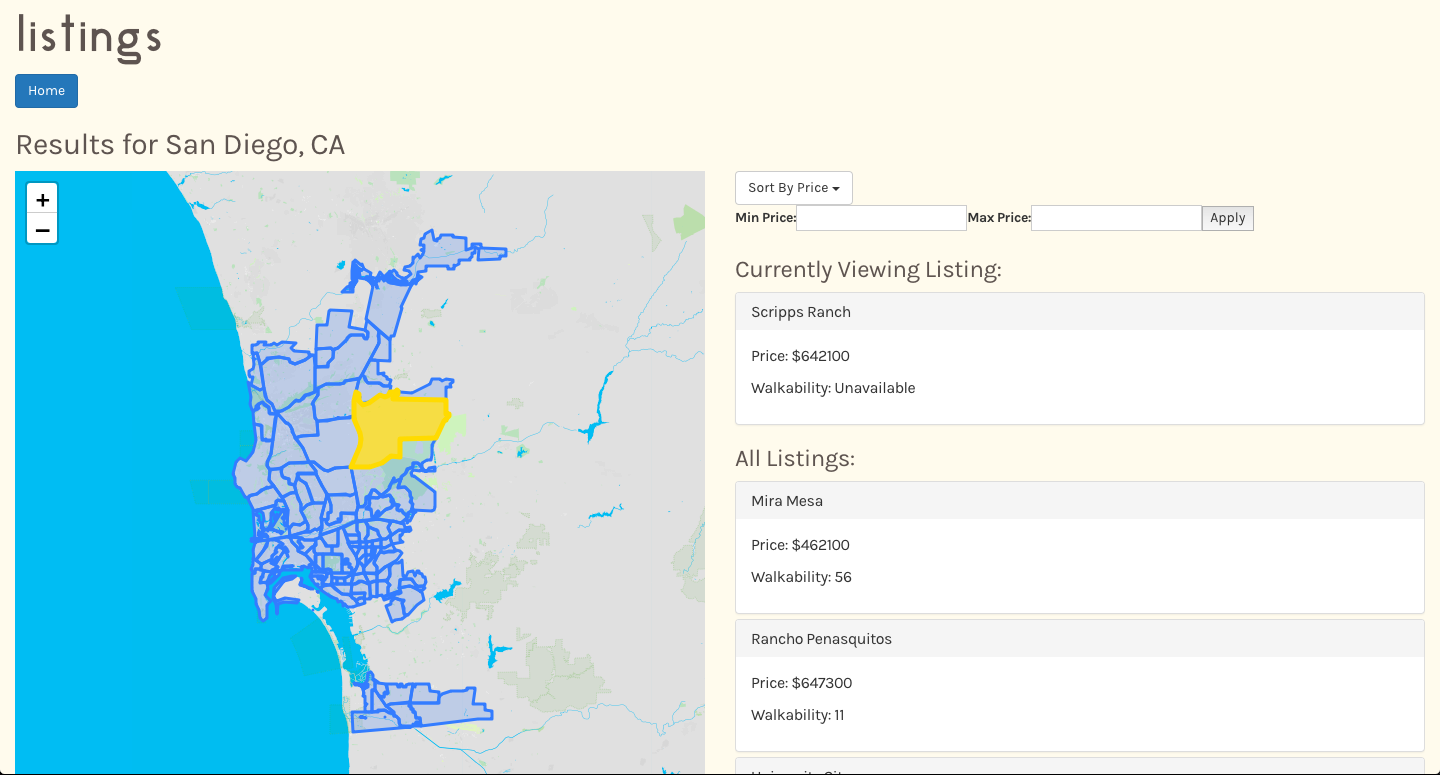 listings
Home
Results for San Diego, CA
+
−
Sort By Price
Min Price: Max Price: Apply
Currently Viewing Listing:
Scripps Ranch
Price: $642100
Walkability: Unavailable
All Listings:
Mira Mesa
Price: $462100
Walkability: 56
Rancho Penasquitos
Price: $647300
Walkability: 11